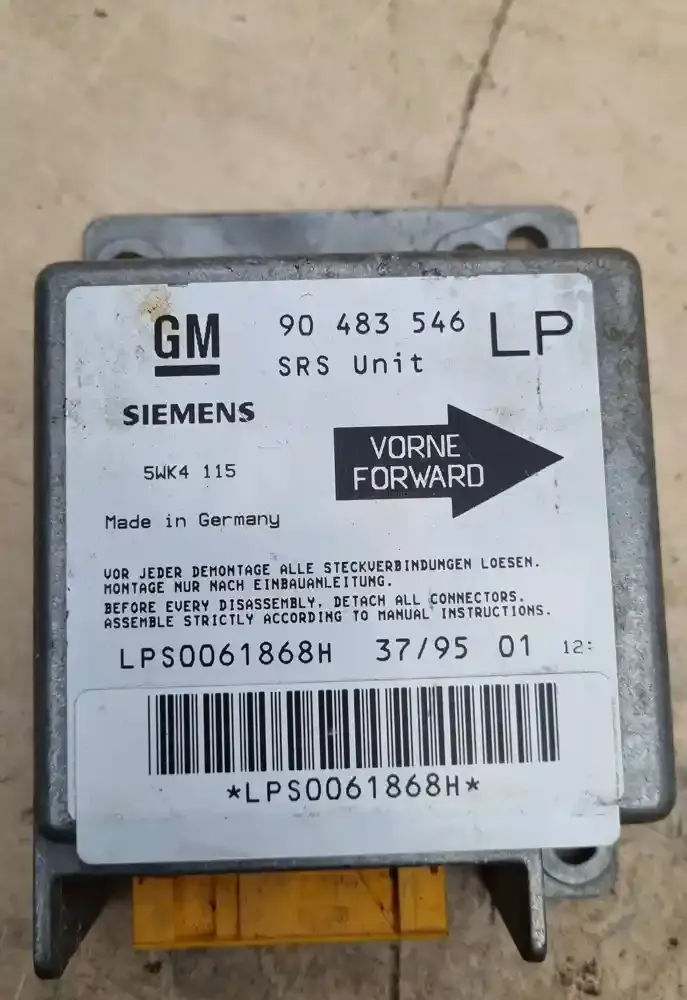 GM
90 483 546 LP
SRS Unit
SIEMENS
5WK4 115
VORNE
FORWARD
Made in Germany
VOR JEDER DEMONTAGE ALLE STECKVERBINDUNGEN LOESEN.
MONTAGE NUR NACH EINBAUANLEITUNG.
BEFORE EVERY DISASSEMBLY, DETACH ALL CONNECTORS.
ASSEMBLE STRICTLY ACCORDING TO MANUAL INSTRUCTIONS.
LPS0061868H 37/95 01 12:
*LPS0061868H*